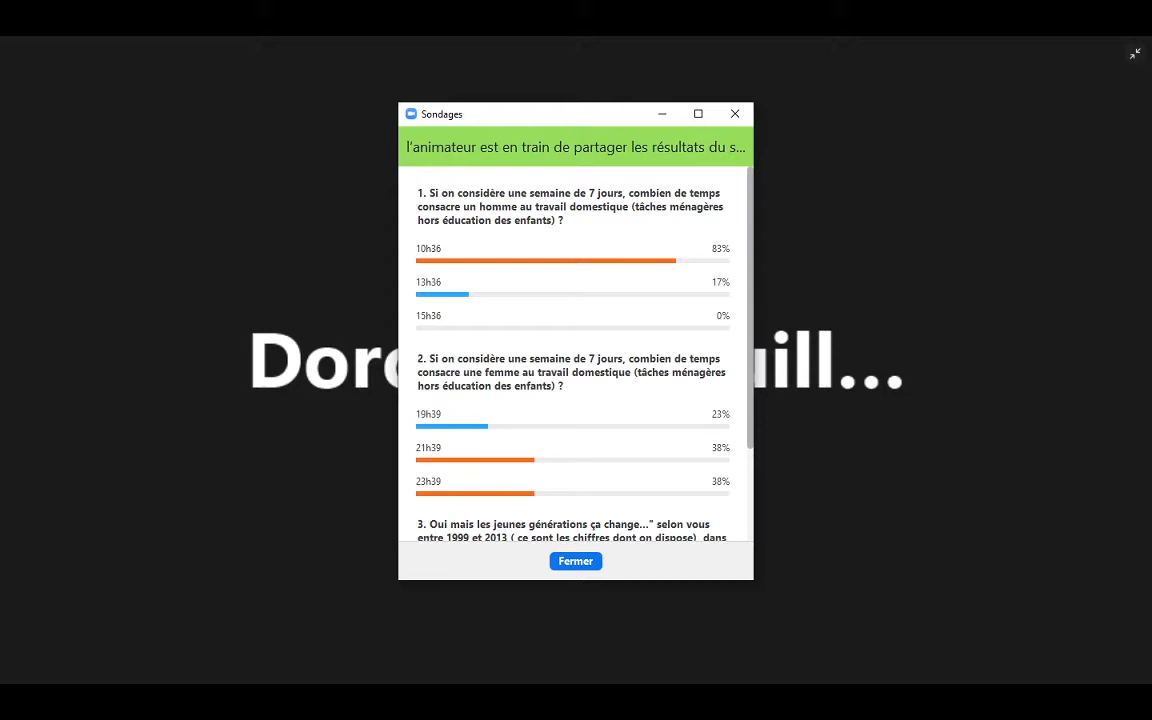 Sondages
l'animateur est en train de partager les résultats du s...
1. Si on considère une semaine de 7 jours, combien de temps
consacre un homme au travail domestique (tâches ménagères
hors éducation des enfants) ?
10h36 83%
13h36 17%
15h36 0%
2. Si on considère une semaine de 7 jours, combien de temps
consacre une femme au travail domestique (tâches ménagères
hors éducation des enfants) ?
19h39 23%
21h39 38%
23h39 38%
3. Oui mais les jeunes générations ça change..." selon vous
entre 1999 et 2013 ( ce sont les chiffres dont on dispose), dans
Fermer